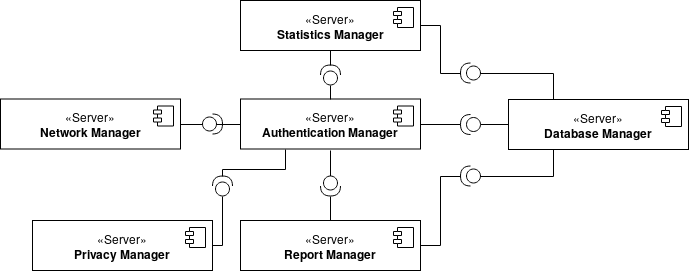 «Server»
Statistics Manager
«Server»
Network Manager
«Server»
Authentication Manager
«Server»
Database Manager
«Server»
Privacy Manager
«Server»
Report Manager